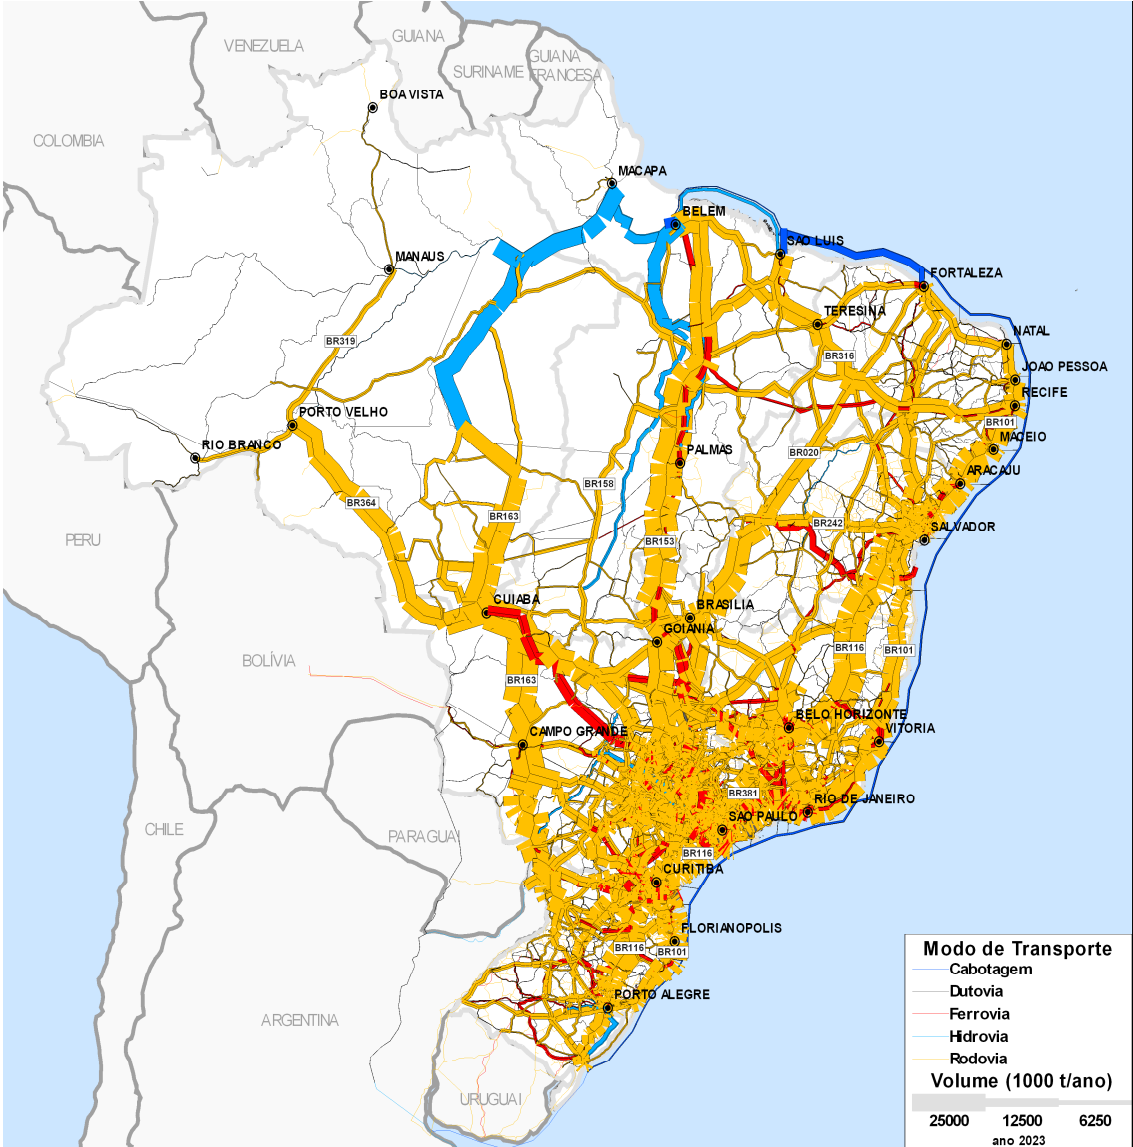 GUIANA
VENEZUELA
GUIANA
FRANCESA
SURINAME
BOA VISTA
COLOMBIA
MACAPA
BELEM
SAO LUIS
MANAUS
FORTALEZA
TERESINA
NATAL
BR319
BR316
JOAO PESSOA
RECIFE
PORTO VELHO
BR101
RIO BRANCO
PALMAS
BR020
MACEIO
ARACAJU
BR158
BR364
BR163
BR242
SALVADOR
PERU
BR153
CUIABA
BRASILIA
GOIANIA
BR116
BR101
BOLÍVIA
BR163
BELO HORIZONTE
CAMPO GRANDE
VITORIA
BR381
RIO DE JANEIRO
SAO PAULO
CHILE
PARAGUAI
BR116
CURITIBA
FLORIANOPOLIS
BR116
BR101
PORTO ALEGRE
ARGENTINA
URUGUAI
Modo de Transporte
Cabotagem
Dutovia
Ferrovia
Hidrovia
Rodovia
Volume (1000 t/ano)
25000 12500 6250
ano 2023